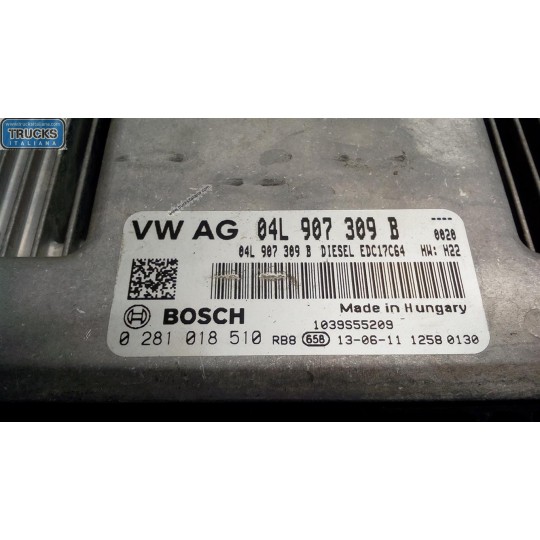 TRUCKS
ITALIANA
VW AG 04L 907 309 B ----
04L 907 309 B DIESEL EDC17C64 0020
HW: H22
BOSCH Made in Hungary
1039S55209
0 281 018 510 RB8 658 13-06-11 1258 0130